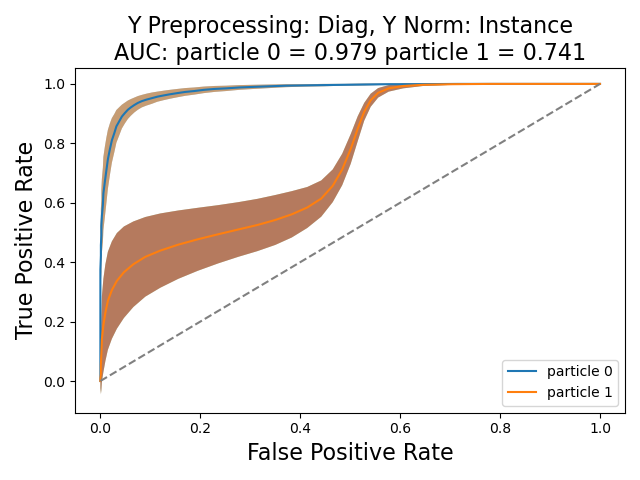 Y Preprocessing: Diag, Y Norm: Instance
AUC: particle 0 = 0.979 particle 1 = 0.741
1.0
0.8
0.6
0.4
0.2
0.0
True Positive Rate
0.0 0.2 0.4 0.6 0.8 1.0
False Positive Rate
particle 0
particle 1